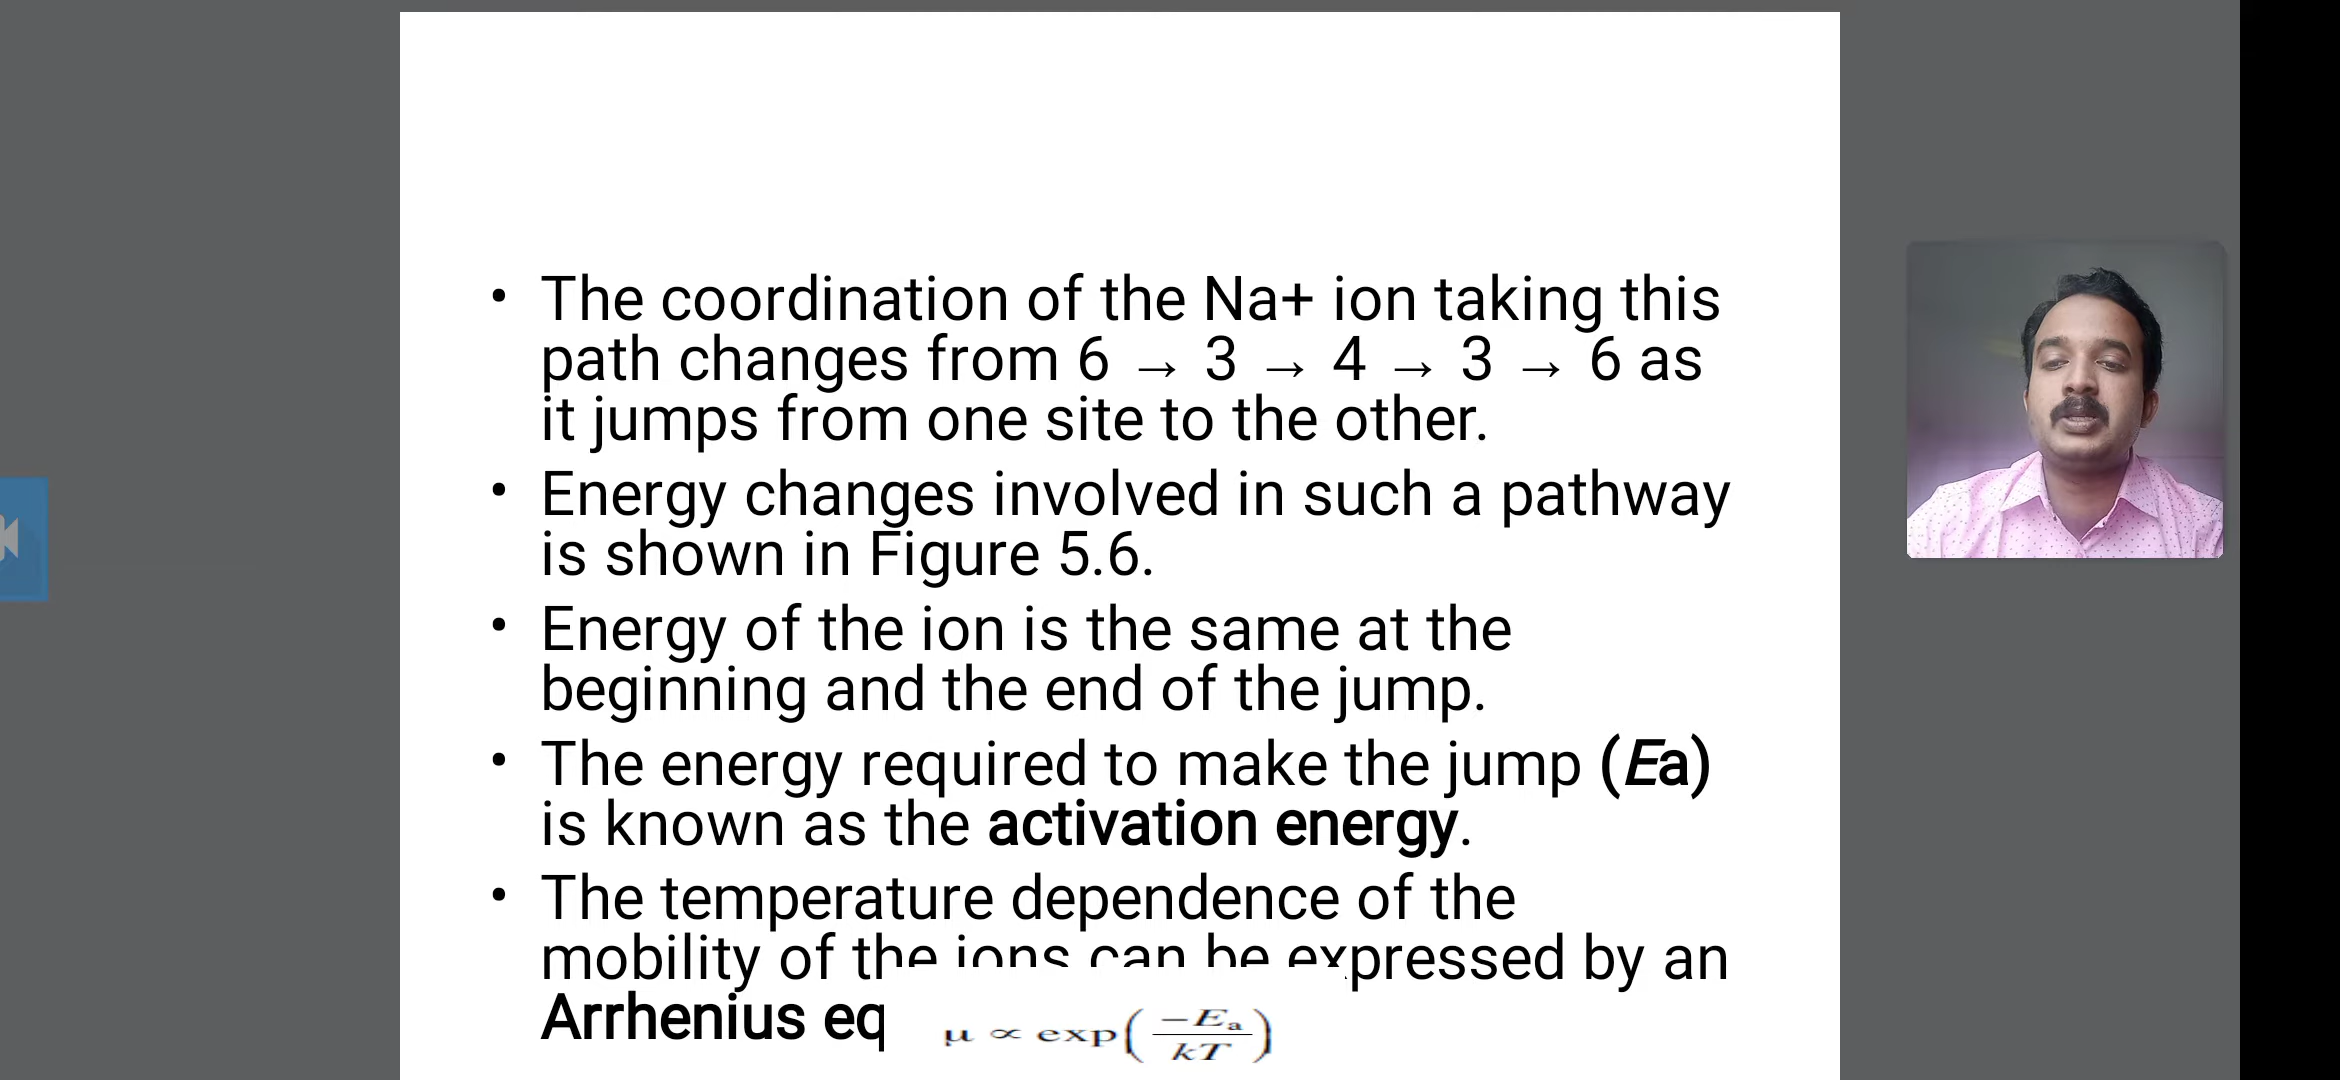 • The coordination of the Na+ ion taking this
path changes from 6 → 3 → 4 → 3 → 6 as
it jumps from one site to the other.
• Energy changes involved in such a pathway
is shown in Figure 5.6.
• Energy of the ion is the same at the
beginning and the end of the jump.
• The energy required to make the jump (Ea)
is known as the activation energy.
• The temperature dependence of the
mobility of the ions can be expressed by an
Arrhenius eq μ ∝ exp(−Ea/kT)